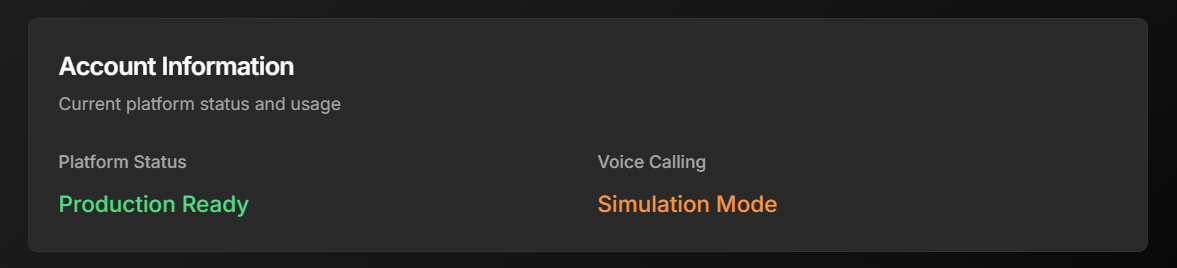 Account Information
Current platform status and usage
Platform Status
Production Ready
Voice Calling
Simulation Mode